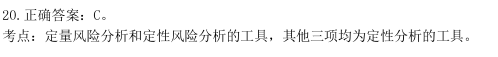 20.正确答案：C。
考点：定量风险分析和定性风险分析的工具，其他三项均为定性分析的工具。